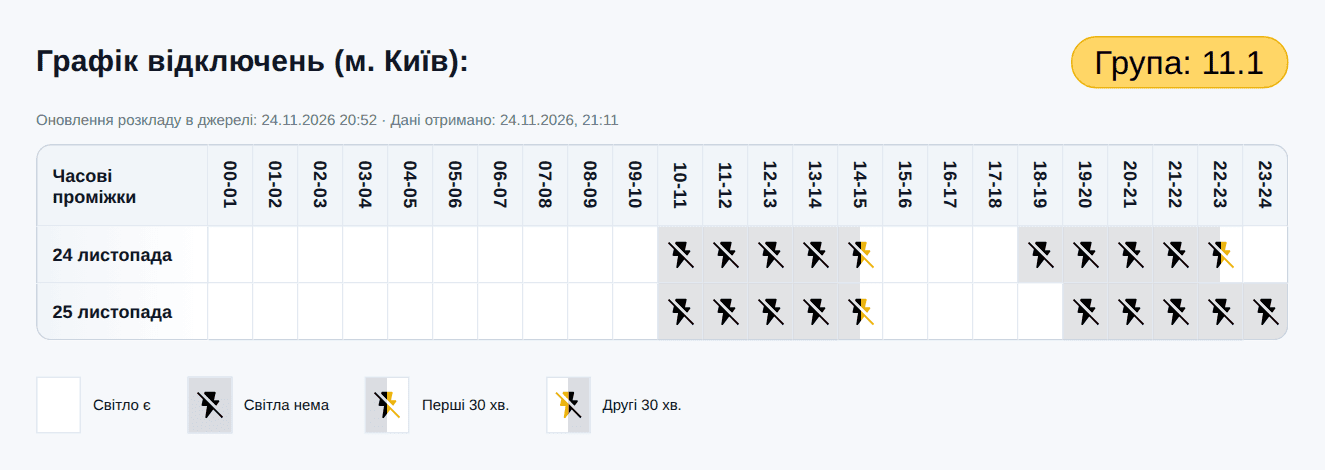 Графік відключень (м. Київ):
Група: 11.1
Оновлення розкладу в джерелі: 24.11.2026 20:52 · Дані отримано: 24.11.2026, 21:11
Часові
проміжки
00-01 01-02 02-03 03-04 04-05 05-06 06-07 07-08 08-09 09-10 10-11 11-12 12-13 13-14 14-15 15-16 16-17 17-18 18-19 19-20 20-21 21-22 22-23 23-24
24 листопада
25 листопада
Світло є
Світла нема
Перші 30 хв.
Другі 30 хв.